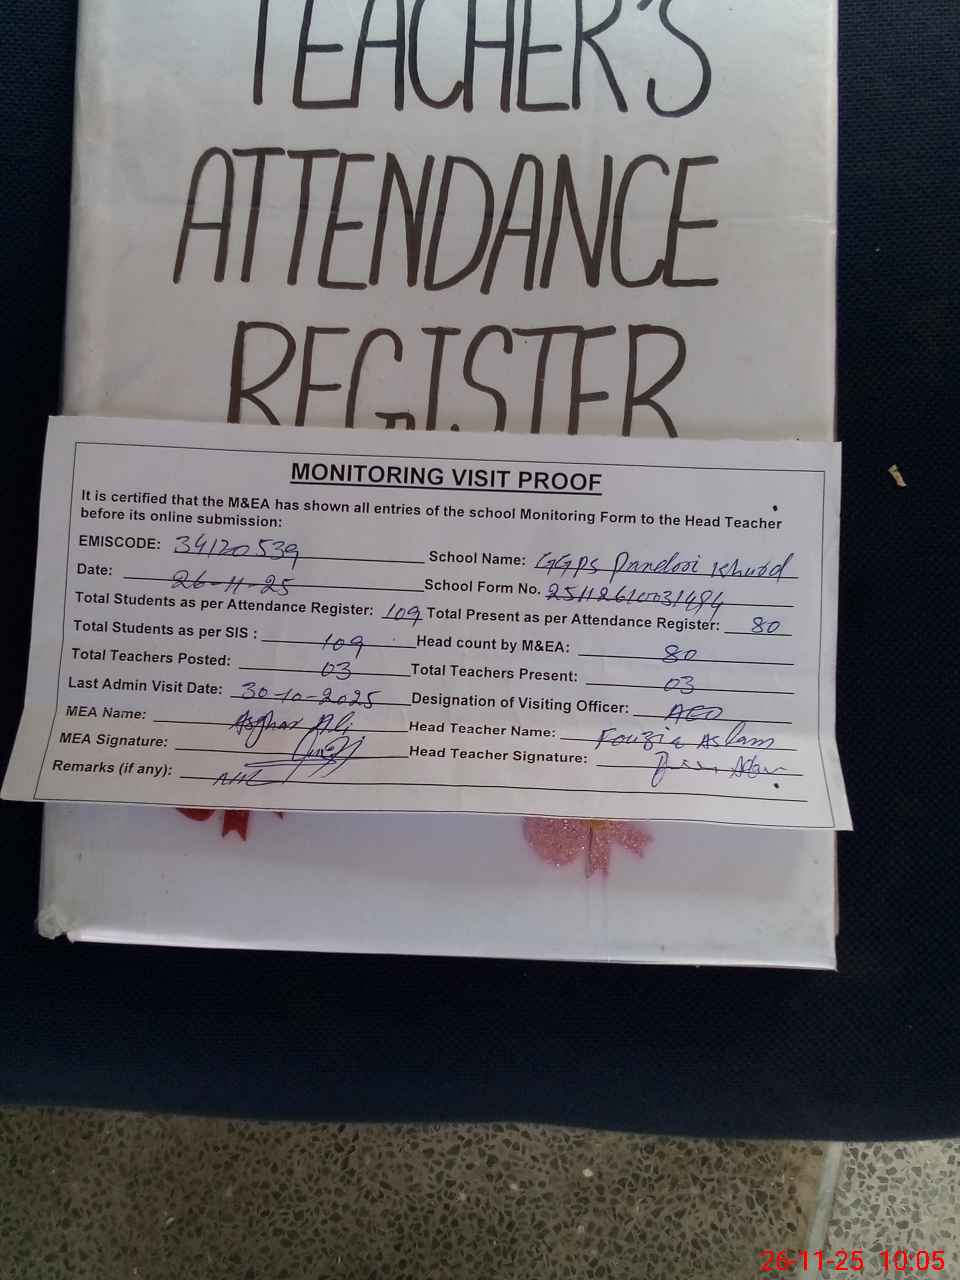 TEACHER'S
ATTENDANCE
REGISTER
MONITORING VISIT PROOF
It is certified that the M&EA has shown all entries of the school Monitoring Form to the Head Teacher
before its online submission:
EMISCODE: 34120539 School Name: GGPS Pandori Khurd
Date: 26-11-25 School Form No.
Total Students as per Attendance Register: 109 Total Present as per Attendance Register: 80
Total Students as per SIS : 109 Head count by M&EA: 80
Total Teachers Posted: 03 Total Teachers Present: 03
Last Admin Visit Date: 30-10-2025 Designation of Visiting Officer: AEO
MEA Name: Asghar Ali Head Teacher Name: Fouzia Aslam
MEA Signature: Head Teacher Signature:
Remarks (if any): Nil
26-11-25 10:05